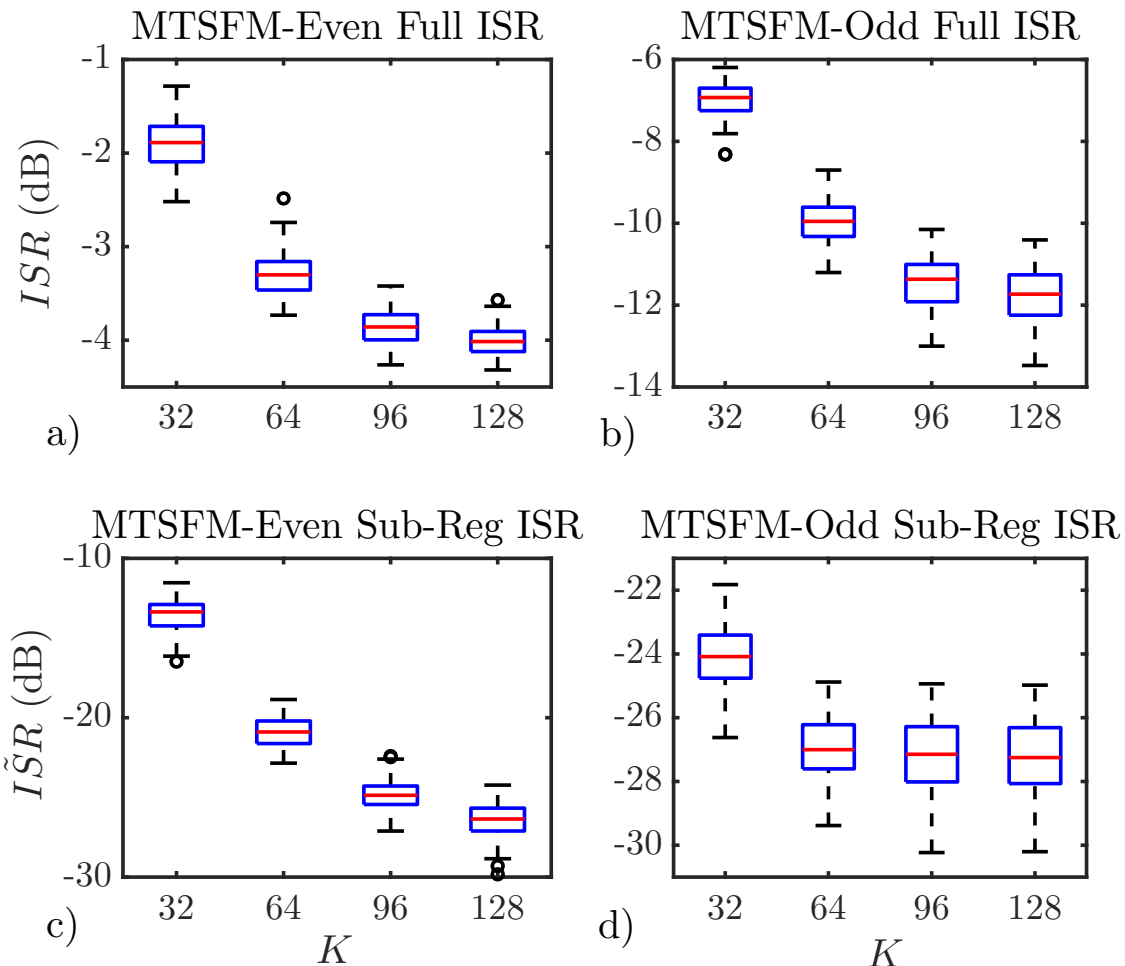 MTSFM-Even Full ISR
MTSFM-Odd Full ISR
-1
-2
-3
-4
ISR (dB)
32 64 96 128
a)
-6
-8
-10
-12
-14
32 64 96 128
b)
MTSFM-Even Sub-Reg ISR
MTSFM-Odd Sub-Reg ISR
-10
-20
-30
IS̃R (dB)
32 64 96 128
c)
K
-22
-24
-26
-28
-30
32 64 96 128
d)
K